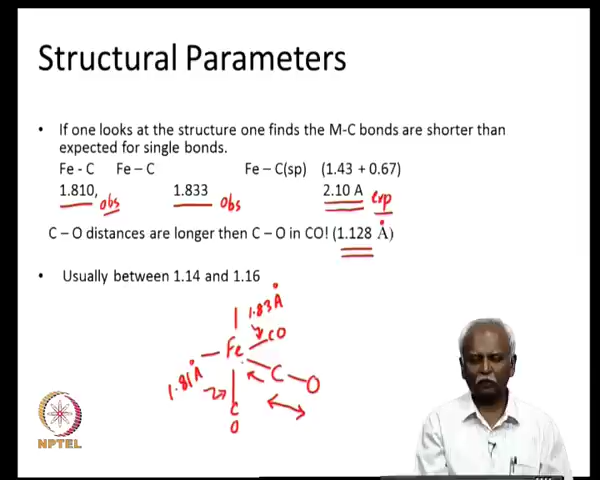 Structural Parameters
• If one looks at the structure one finds the M-C bonds are shorter than
expected for single bonds.
Fe - C Fe – C Fe – C(sp) (1.43 + 0.67)
1.810, obs 1.833 obs 2.10 A exp
C – O distances are longer then C – O in CO! (1.128 Å)
• Usually between 1.14 and 1.16
1.83 Å
CO
Fe
1.81 Å
C – O
C
O
NPTEL